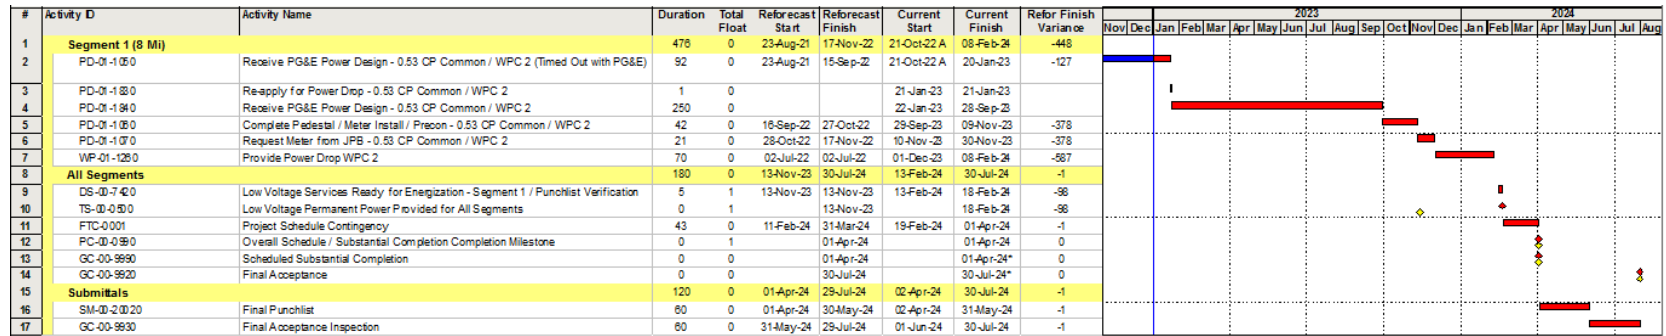 # Activity ID Activity Name Duration Total Float Reforecast Start Reforecast Finish Current Start Current Finish Refor Finish Variance 2023 2024
Nov Dec Jan Feb Mar Apr May Jun Jul Aug Sep Oct Nov Dec Jan Feb Mar Apr May Jun Jul Aug
1 Segment 1 (8 Mi) 476 0 23-Aug-21 17-Nov-22 21-Oct-22 A 08-Feb-24 -448
2 PD-01-1050 Receive PG&E Power Design - 0.53 CP Common / WPC 2 (Timed Out with PG&E) 92 0 23-Aug-21 15-Sep-22 21-Oct-22 A 20-Jan-23 -127
3 PD-01-1830 Re-apply for Power Drop - 0.53 CP Common / WPC 2 1 0 21-Jan-23 21-Jan-23
4 PD-01-1840 Receive PG&E Power Design - 0.53 CP Common / WPC 2 250 0 22-Jan-23 28-Sep-23
5 PD-01-1060 Complete Pedestal / Meter Install / Precon - 0.53 CP Common / WPC 2 42 0 16-Sep-22 27-Oct-22 29-Sep-23 09-Nov-23 -378
6 PD-01-1070 Request Meter from JPB - 0.53 CP Common / WPC 2 21 0 28-Oct-22 17-Nov-22 10-Nov-23 30-Nov-23 -378
7 WP-01-1260 Provide Power Drop WPC 2 70 0 02-Jul-22 02-Jul-22 01-Dec-23 08-Feb-24 -587
8 All Segments 180 0 13-Nov-23 30-Jul-24 13-Feb-24 30-Jul-24 -1
9 DS-00-7420 Low Voltage Services Ready for Energization - Segment 1 / Punchlist Verification 5 1 13-Nov-23 13-Nov-23 13-Feb-24 18-Feb-24 -98
10 TS-00-0500 Low Voltage Permanent Power Provided for All Segments 0 1 13-Nov-23 18-Feb-24 -98
11 FTC-0001 Project Schedule Contingency 43 0 11-Feb-24 31-Mar-24 19-Feb-24 01-Apr-24 -1
12 PC-00-0590 Overall Schedule / Substantial Completion Completion Milestone 0 1 01-Apr-24 01-Apr-24 0
13 GC-00-9990 Scheduled Substantial Completion 0 0 01-Apr-24 01-Apr-24* 0
14 GC-00-9920 Final Acceptance 0 0 30-Jul-24 30-Jul-24* 0
15 Submittals 120 0 01-Apr-24 29-Jul-24 02-Apr-24 30-Jul-24 -1
16 SM-00-20020 Final Punchlist 60 0 01-Apr-24 30-May-24 02-Apr-24 31-May-24 -1
17 GC-00-9930 Final Acceptance Inspection 60 0 31-May-24 29-Jul-24 01-Jun-24 30-Jul-24 -1